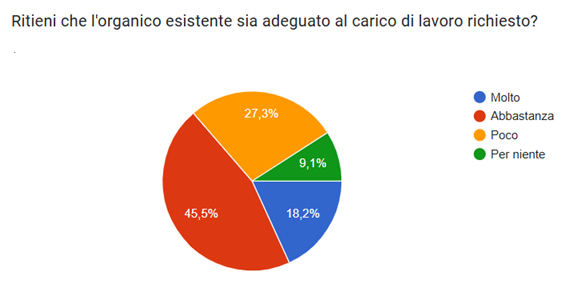 Ritieni che l'organico esistente sia adeguato al carico di lavoro richiesto?
.
Molto
Abbastanza
Poco
Per niente
27,3%
9,1%
45,5%
18,2%